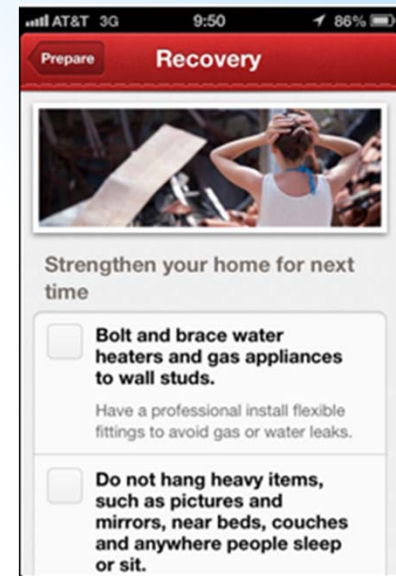 AT&T 3G 9:50 86%
Prepare Recovery
Strengthen your home for next
time
Bolt and brace water
heaters and gas appliances
to wall studs.
Have a professional install flexible
fittings to avoid gas or water leaks.
Do not hang heavy items,
such as pictures and
mirrors, near beds, couches
and anywhere people sleep
or sit.